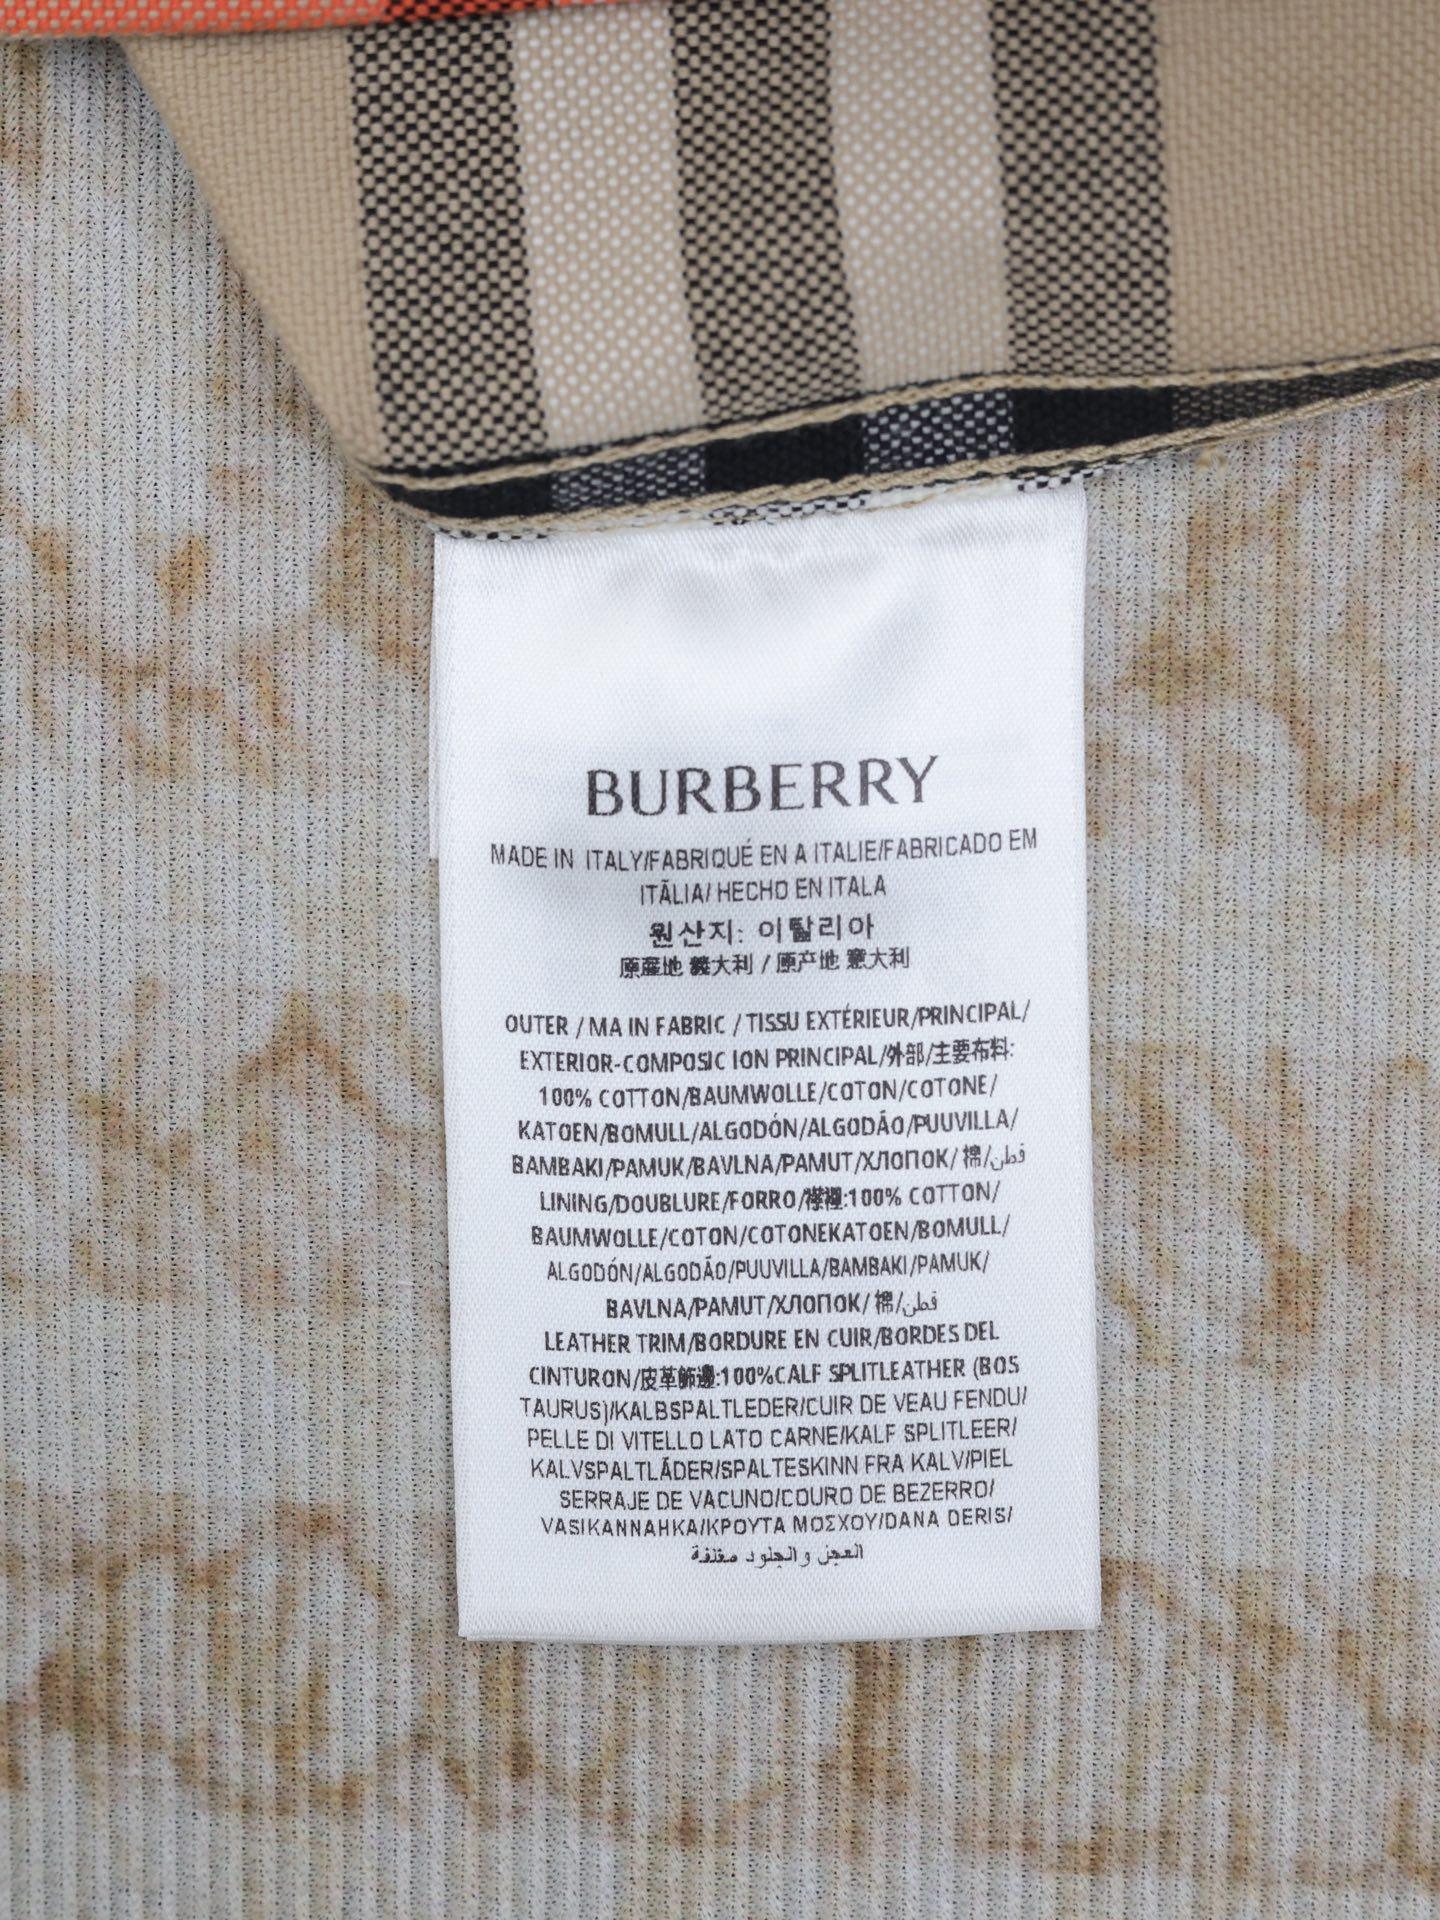 BURBERRY
MADE IN ITALY/FABRIQUÉ EN A ITALIE/FABRICADO EM
ITÃLIA/ HECHO EN ITALA
원산지: 이탈리아
原産地 義大利 / 原产地 意大利
OUTER / MA IN FABRIC / TISSU EXTÉRIEUR/PRINCIPAL/
EXTERIOR-COMPOSIC ION PRINCIPAL/外部/主要布料:
100% COTTON/BAUMWOLLE/COTON/COTONE/
KATOEN/BOMULL/ALGODÓN/ALGODÃO/PUUVILLA/
BAMBAKI/PAMUK/BAVLNA/PAMUT/ХЛОПОК/ 棉/قطن
LINING/DOUBLURE/FORRO/襟裡:100% COTTON/
BAUMWOLLE/COTON/COTONEKATOEN/BOMULL/
ALGODÓN/ALGODÃO/PUUVILLA/BAMBAKI/PAMUK/
BAVLNA/PAMUT/ХЛОПОК/ 棉/قطن
LEATHER TRIM/BORDURE EN CUIR/BORDES DEL
CINTURON/皮革飾邊:100%CALF SPLITLEATHER (BOS
TAURUS)/KALBSPALTLEDER/CUIR DE VEAU FENDU/
PELLE DI VITELLO LATO CARNE/KALF SPLITLEER/
KALVSPALTLÄDER/SPALTESKINN FRA KALV/PIEL
SERRAJE DE VACUNO/COURO DE BEZERRO/
VASIKANNAHKA/ΚΡΟΥΤΑ ΜΟΣΧΟΥ/DANA DERIS/
العجن والجلود مغلفة